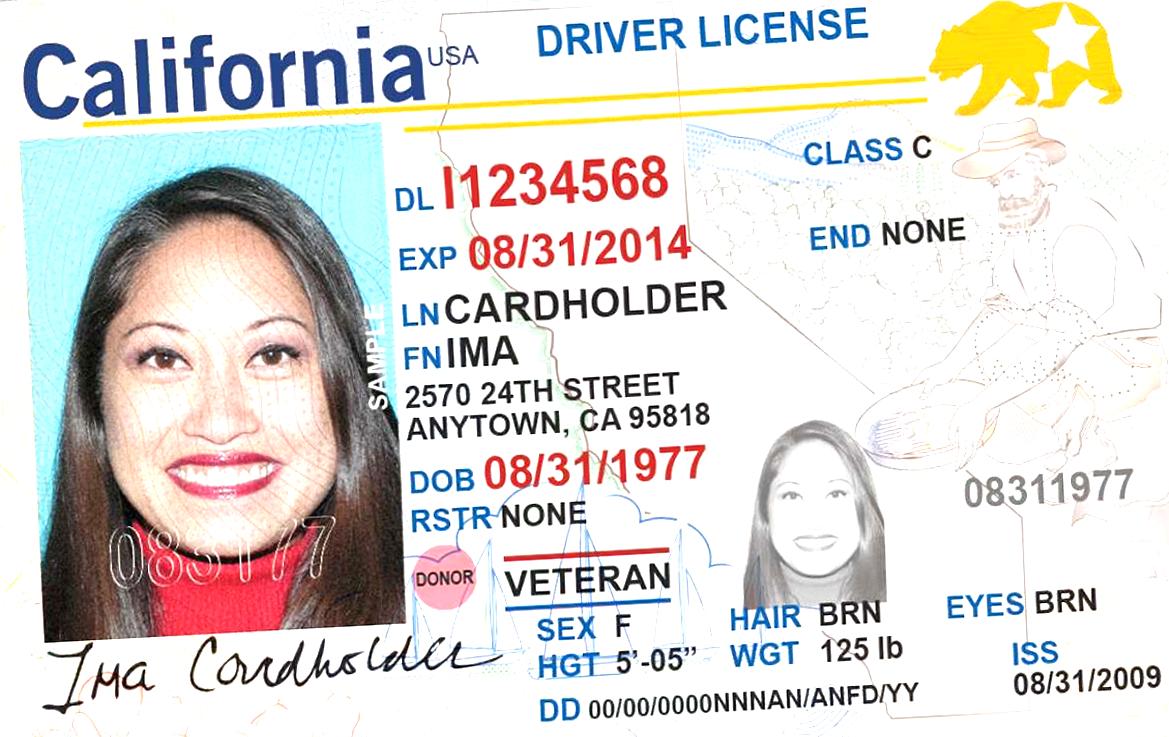 California USA DRIVER LICENSE
CLASS C
DL I1234568
EXP 08/31/2014
END NONE
LN CARDHOLDER
FN IMA
2570 24TH STREET
ANYTOWN, CA 95818
DOB 08/31/1977
RSTR NONE
08311977
SAMPLE
083177
DONOR
VETERAN
SEX F
HAIR BRN
EYES BRN
HGT 5'-05"
WGT 125 lb
ISS
08/31/2009
DD 00/00/0000NNNAN/ANFD/YY
Ima Cardholder